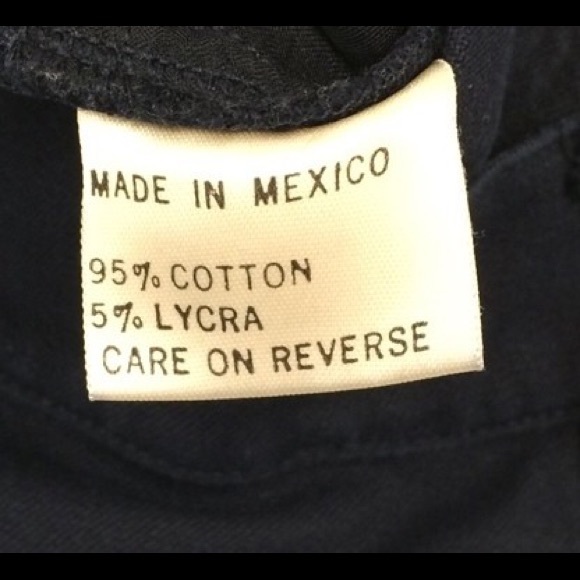 MADE IN MEXICO
95% COTTON
5% LYCRA
CARE ON REVERSE